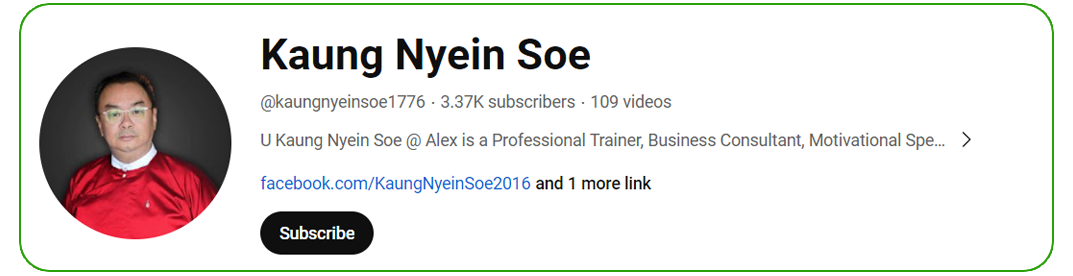 Kaung Nyein Soe
@kaungnyeinsoe1776 · 3.37K subscribers · 109 videos
U Kaung Nyein Soe @ Alex is a Professional Trainer, Business Consultant, Motivational Spe...
facebook.com/KaungNyeinSoe2016 and 1 more link
Subscribe